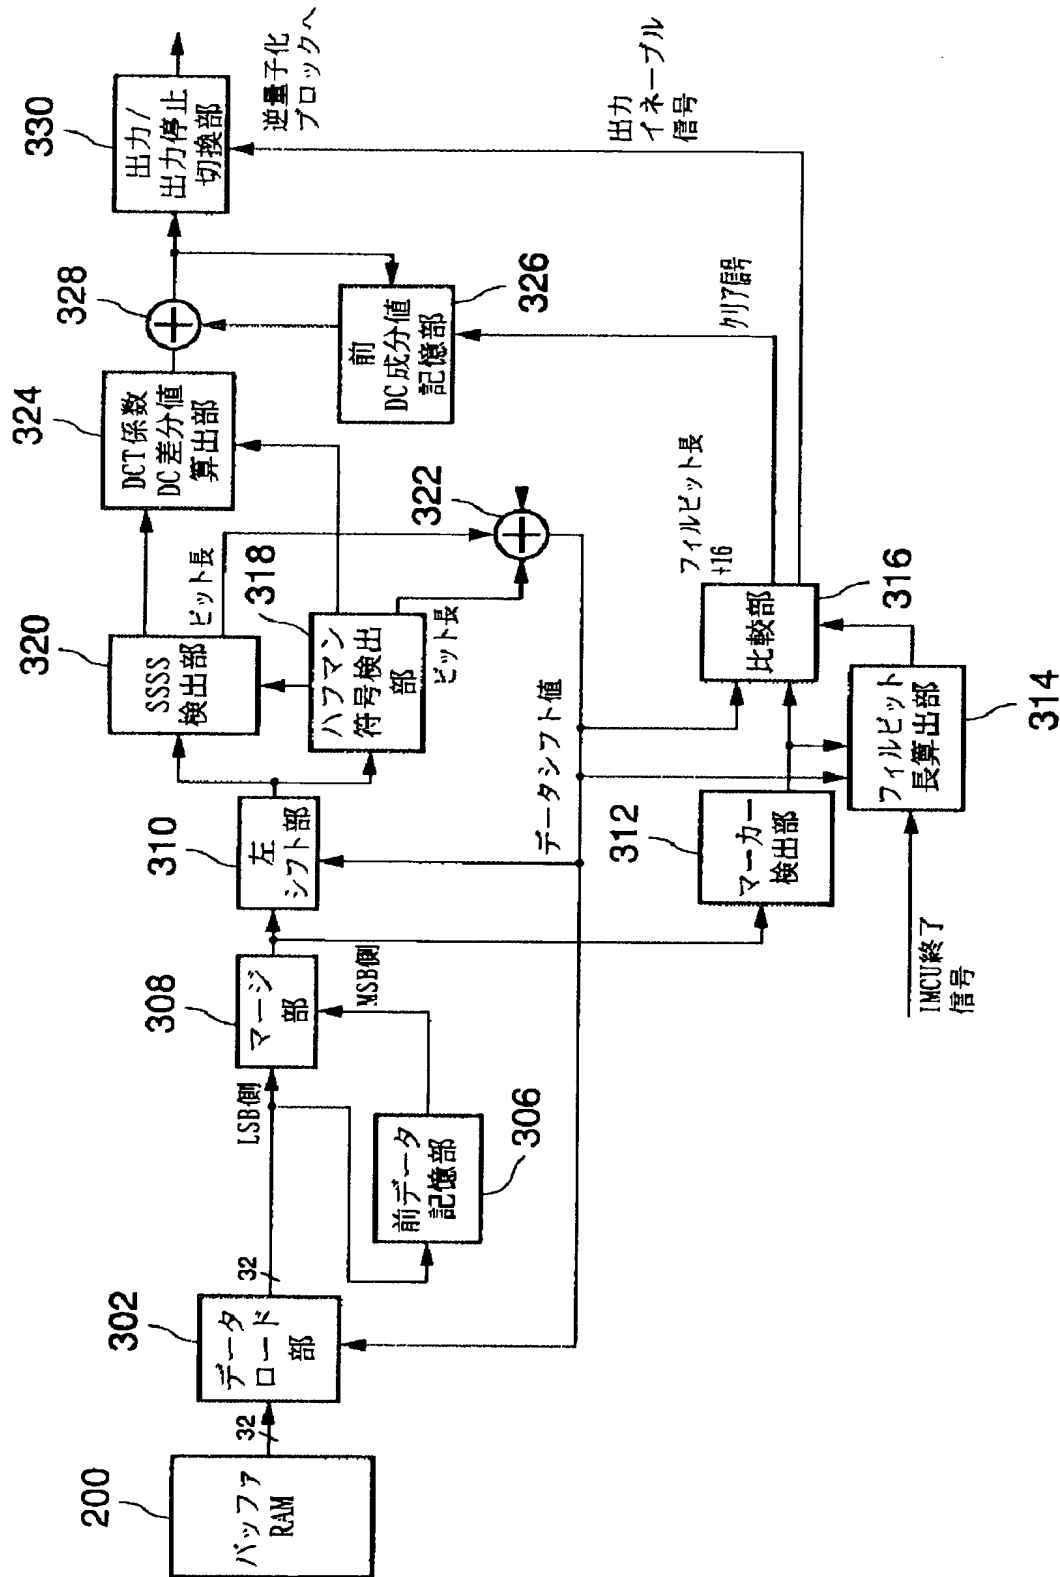 200
バッファ
RAM
32
302
データ
ロード
部
32
LSB側
306
前データ
記憶部
MSB側
308
マージ
部
310
左
シフト部
データシフト値
320
SSSS
検出部
ビット長
318
ハフマン
符号検出
部
ビット長
322
324
DCT係数
DC差分値
算出部
328
326
前
DC成分値
記憶部
330
出力/
出力停止
切換部
逆量子化
ブロックへ
出力
イネーブル
信号
クリア信号
フィルビット長
+16
316
比較部
312
マーカー
検出部
314
フィルビット
長算出部
IMCU終了
信号